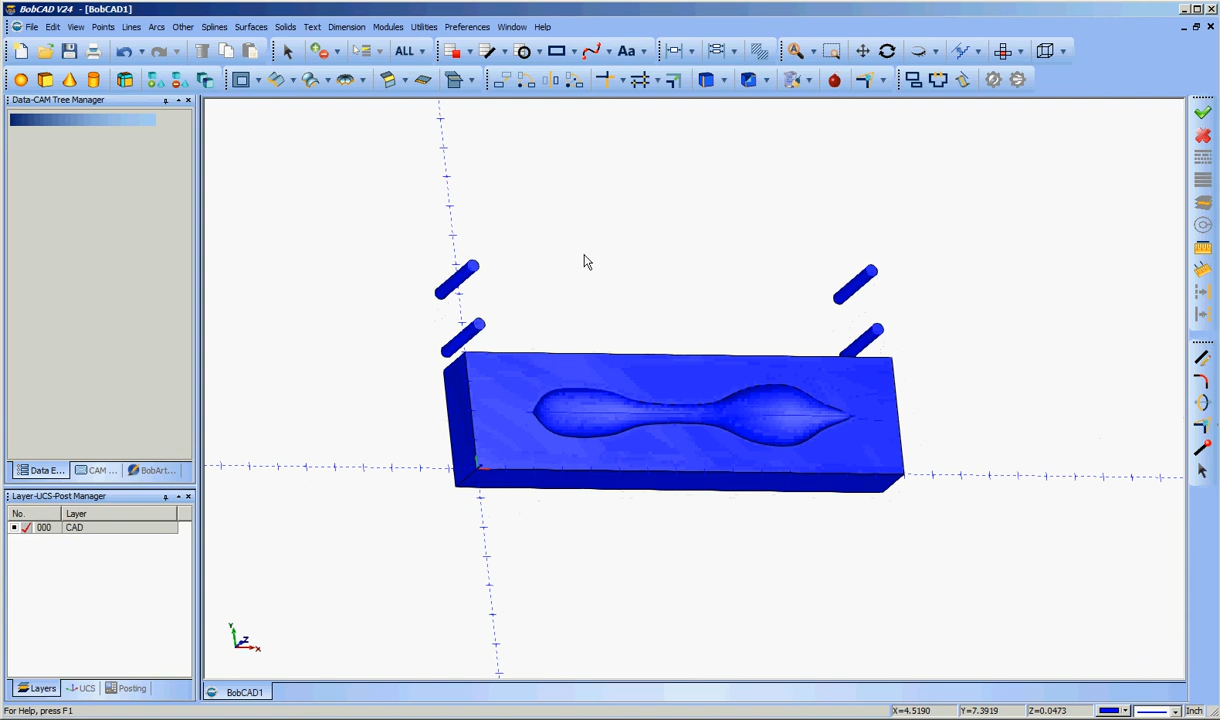 BobCAD V24 - [BobCAD1]
File Edit View Points Lines Arcs Other Splines Surfaces Solids Text Dimension Modules Utilities Preferences Window Help
ALL Aa
Data-CAM Tree Manager
Data E... CAM ... BobArt...
Layer-UCS-Post Manager
No. Layer
000 CAD
Y
Z
X
Layers UCS Posting
BobCAD1
For Help, press F1
X=4.5190 Y=7.3919 Z=0.0473 Inch